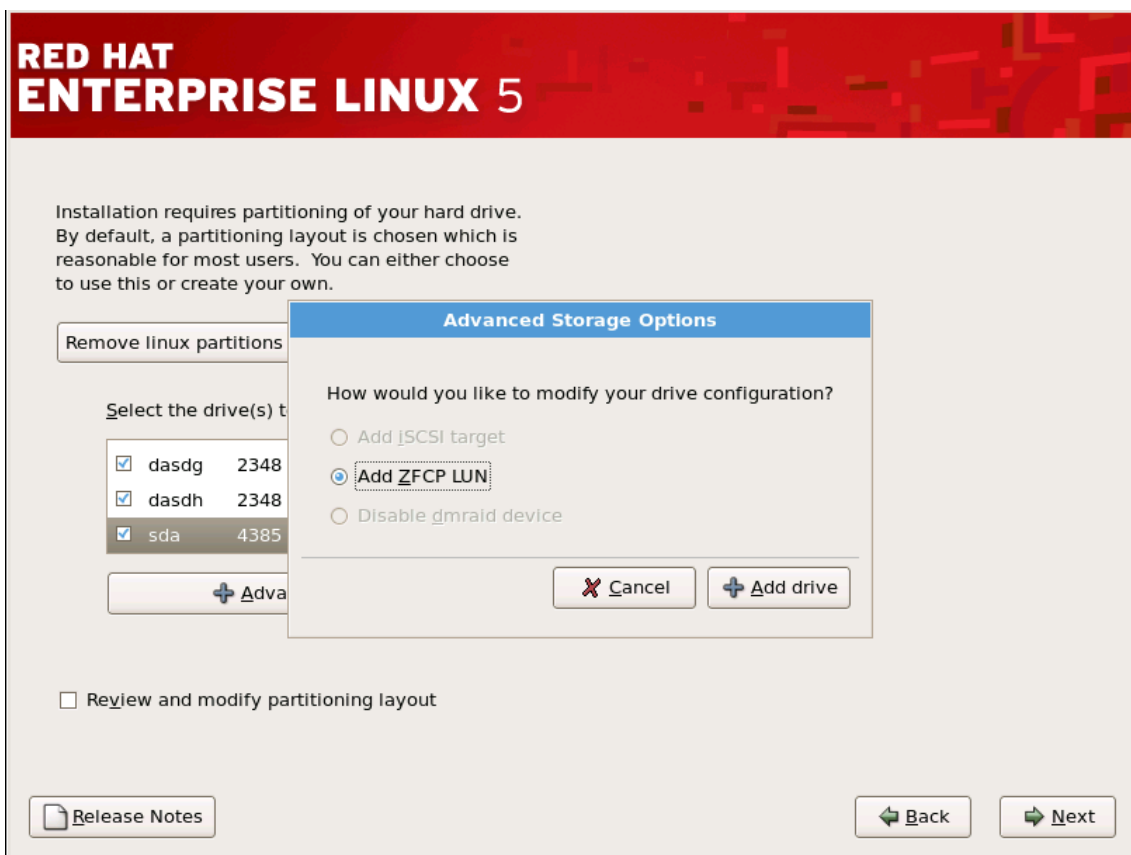 RED HAT
ENTERPRISE LINUX 5
Installation requires partitioning of your hard drive.
By default, a partitioning layout is chosen which is
reasonable for most users.  You can either choose
to use this or create your own.
Remove linux partitions
Select the drive(s) t
dasdg 2348
dasdh 2348
sda 4385
Adva
Advanced Storage Options
How would you like to modify your drive configuration?
Add iSCSI target
Add ZFCP LUN
Disable dmraid device
Cancel
Add drive
Review and modify partitioning layout
Release Notes
Back
Next